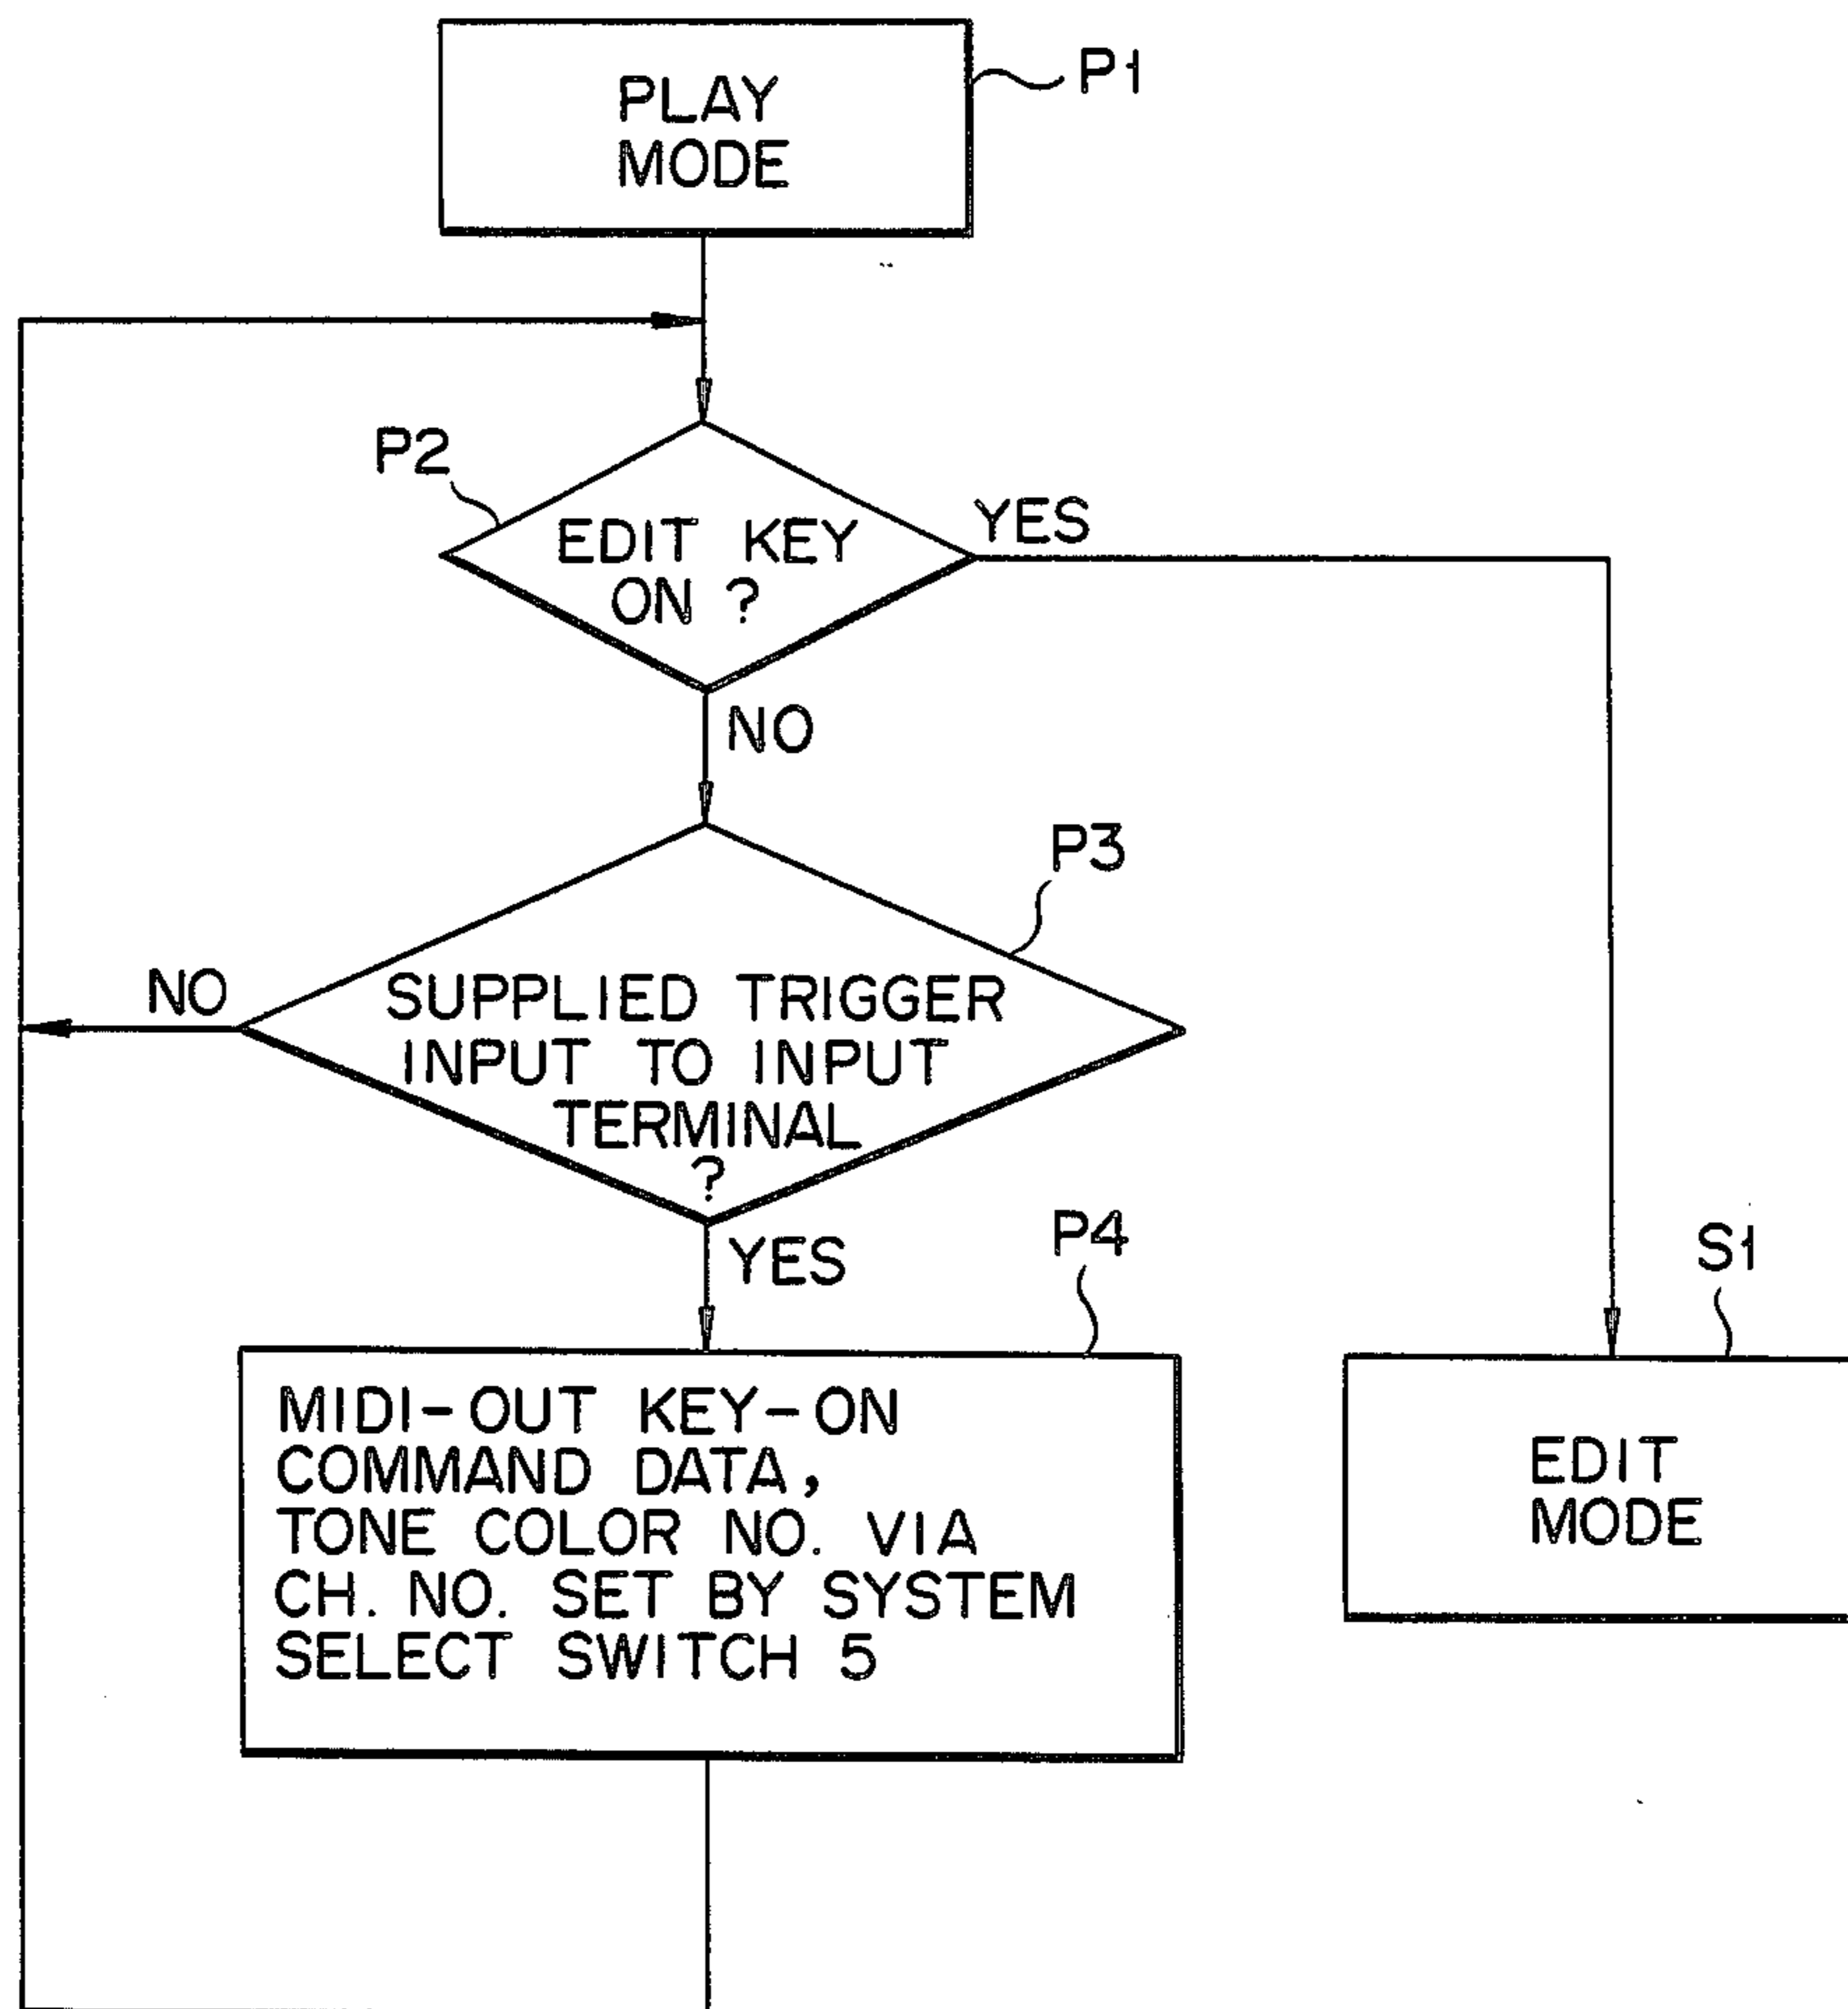 PLAY
MODE
P1
P2
EDIT KEY
ON ?
YES
NO
P3
NO
SUPPLIED TRIGGER
INPUT TO INPUT
TERMINAL
?
YES
P4
S1
MIDI-OUT KEY-ON
COMMAND DATA,
TONE COLOR NO. VIA
CH. NO. SET BY SYSTEM
SELECT SWITCH 5
EDIT
MODE